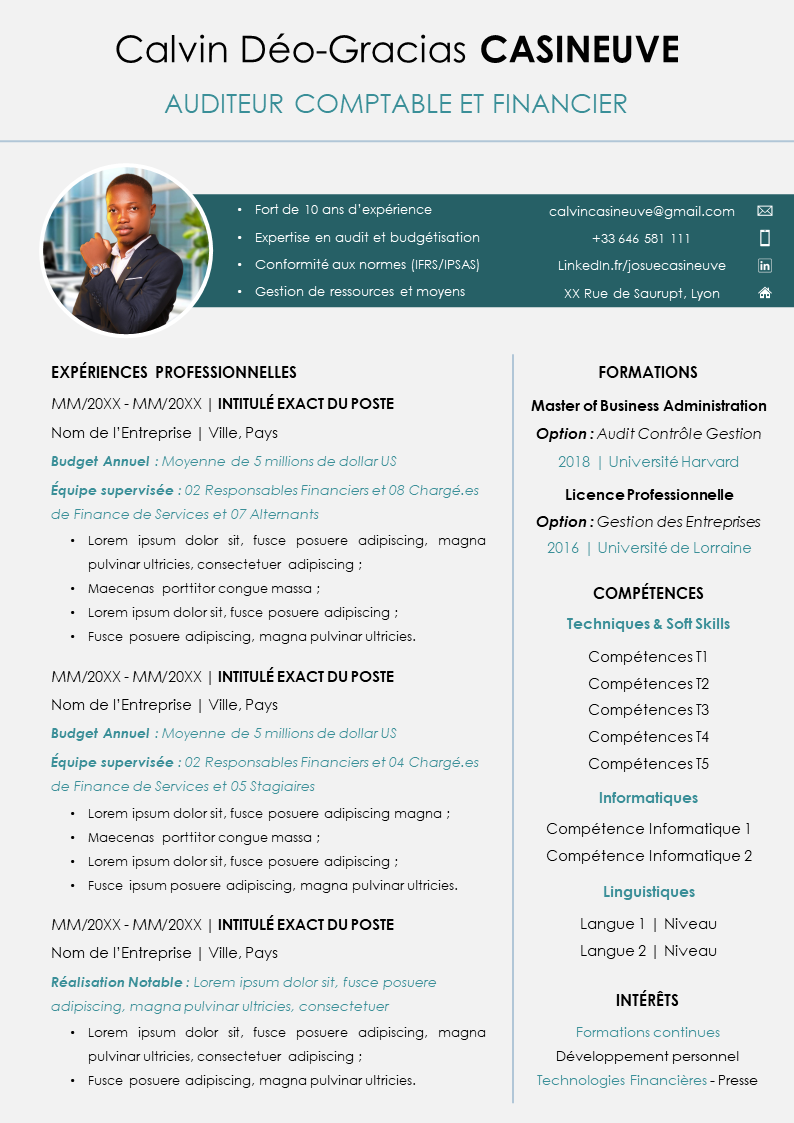 Calvin Déo-Gracias CASINEUVE
AUDITEUR COMPTABLE ET FINANCIER
• Fort de 10 ans d’expérience
• Expertise en audit et budgétisation
• Conformité aux normes (IFRS/IPSAS)
• Gestion de ressources et moyens
calvincasineuve@gmail.com
+33 646 581 111
LinkedIn.fr/josuecasineuve
XX Rue de Saurupt, Lyon
EXPÉRIENCES PROFESSIONNELLES
MM/20XX - MM/20XX | INTITULÉ EXACT DU POSTE
Nom de l’Entreprise | Ville, Pays
Budget Annuel : Moyenne de 5 millions de dollar US
Équipe supervisée : 02 Responsables Financiers et 08 Chargé.es
de Finance de Services et 07 Alternants
• Lorem ipsum dolor sit, fusce posuere adipiscing, magna
pulvinar ultricies, consectetuer adipiscing ;
• Maecenas porttitor congue massa ;
• Lorem ipsum dolor sit, fusce posuere adipiscing ;
• Fusce posuere adipiscing, magna pulvinar ultricies.
MM/20XX - MM/20XX | INTITULÉ EXACT DU POSTE
Nom de l’Entreprise | Ville, Pays
Budget Annuel : Moyenne de 5 millions de dollar US
Équipe supervisée : 02 Responsables Financiers et 04 Chargé.es
de Finance de Services et 05 Stagiaires
• Lorem ipsum dolor sit, fusce posuere adipiscing magna ;
• Maecenas porttitor congue massa ;
• Lorem ipsum dolor sit, fusce posuere adipiscing ;
• Fusce ipsum posuere adipiscing, magna pulvinar ultricies.
MM/20XX - MM/20XX | INTITULÉ EXACT DU POSTE
Nom de l’Entreprise | Ville, Pays
Réalisation Notable : Lorem ipsum dolor sit, fusce posuere
adipiscing, magna pulvinar ultricies, consectetuer
• Lorem ipsum dolor sit, fusce posuere adipiscing, magna
pulvinar ultricies, consectetuer adipiscing ;
• Fusce posuere adipiscing, magna pulvinar ultricies.
FORMATIONS
Master of Business Administration
Option : Audit Contrôle Gestion
2018 | Université Harvard
Licence Professionnelle
Option : Gestion des Entreprises
2016 | Université de Lorraine
COMPÉTENCES
Techniques & Soft Skills
Compétences T1
Compétences T2
Compétences T3
Compétences T4
Compétences T5
Informatiques
Compétence Informatique 1
Compétence Informatique 2
Linguistiques
Langue 1 | Niveau
Langue 2 | Niveau
INTÉRÊTS
Formations continues
Développement personnel
Technologies Financières - Presse